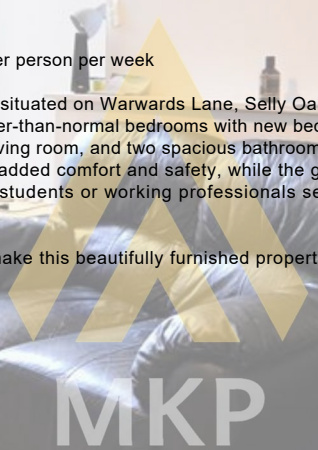 er person per week
situated on Warwards Lane, Selly Oa
er-than-normal bedrooms with new bed
ving room, and two spacious bathroom
added comfort and safety, while the g
students or working professionals se
ake this beautifully furnished propert
MKP